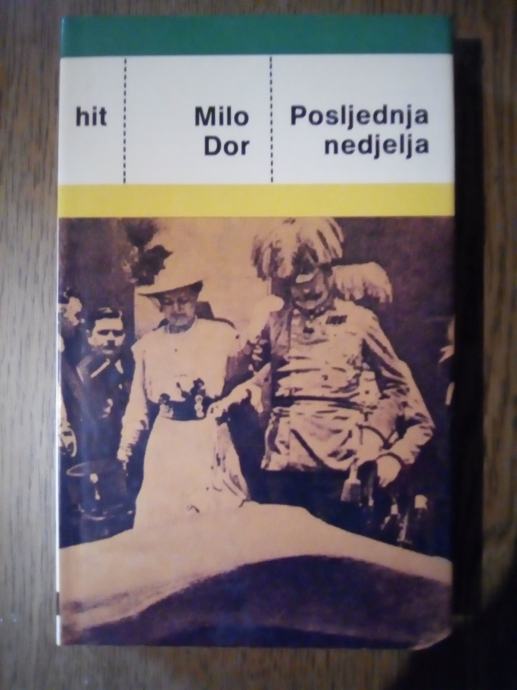 hit
Milo
Dor
Posljednja
nedjelja